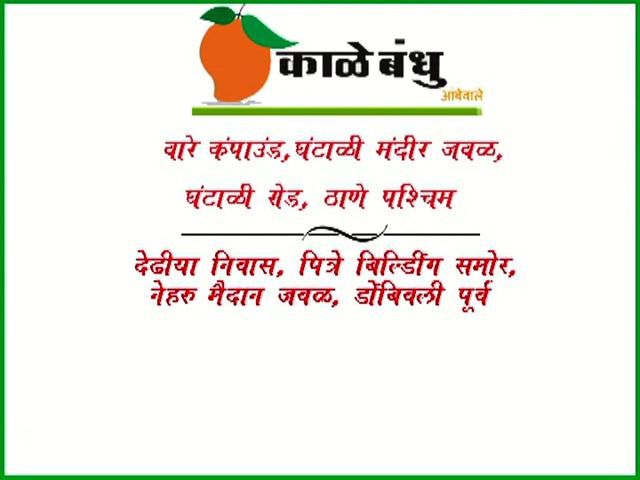 काळे बंधु
आंबेवाले
वारे कंपाउंड,घंटाळी मंदीर जवळ,
घंटाळी रोड, ठाणे पश्चिम
देढीया निवास, पित्रे बिल्डिींग समोर,
नेहरु मैदान जवळ, डोंबिवली पूर्व